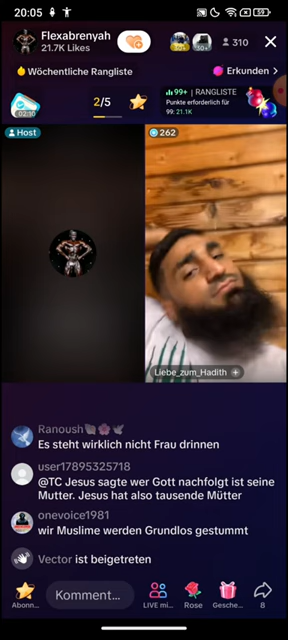 20:05
59
Flexabrenyah
21.7K Likes
30+
30+
310
Wöchentliche Rangliste
Erkunden >
02:10
2/5
99+ | RANGLISTE
Punkte erforderlich für
99: 21.1K
Host
262
Liebe_zum_Hadith +
Ranoush
Es steht wirklich nicht Frau drinnen
user17895325718
@TC Jesus sagte wer Gott nachfolgt ist seine
Mutter. Jesus hat also tausende Mütter
onevoice1981
wir Muslime werden Grundlos gestummt
Vector ist beigetreten
Komment...
Abonn...
LIVE mi...
Rose
Gesche...
8